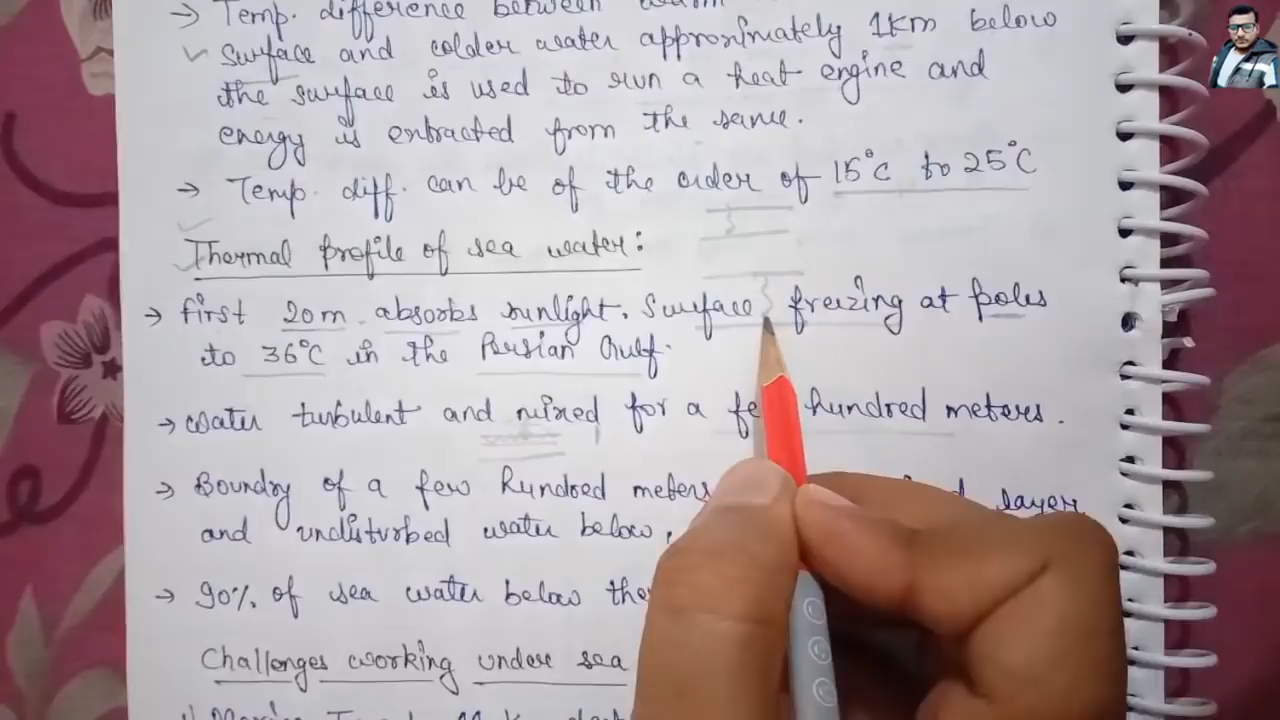 → Temp. difference between
Surface and colder water approximately 1km below
the surface is used to run a heat engine and
energy is extracted from the same.
→ Temp. diff. can be of the order of 15°C to 25°C
Thermal profile of sea water:
→ first 20m absorbs sunlight. Surface freizing at poles
to 36°C in the Persian Gulf.
→ Water turbulent and mixed for a few hundred meters.
→ Boundry of a few hundred meters layer
and undisturbed water below.
→ 90% of sea water below
Challenges working under sea